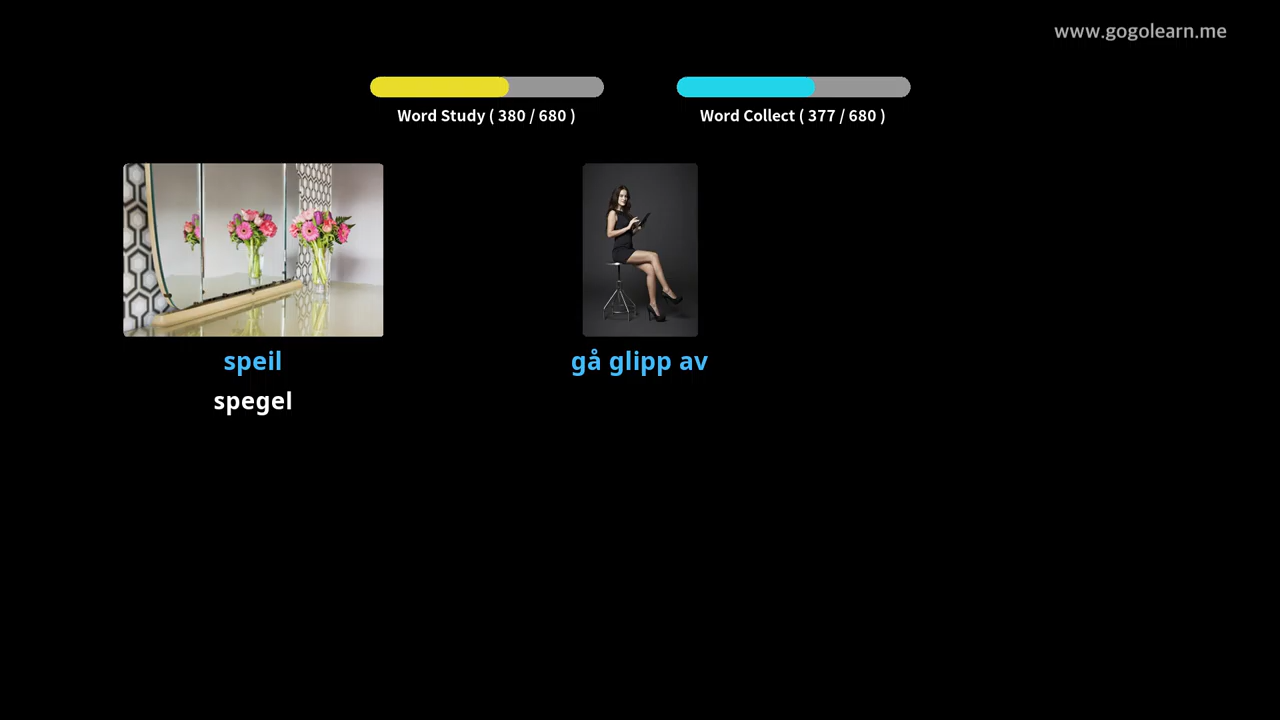 www.gogolearn.me
Word Study ( 380 / 680 )
Word Collect ( 377 / 680 )
speil
spegel
gå glipp av